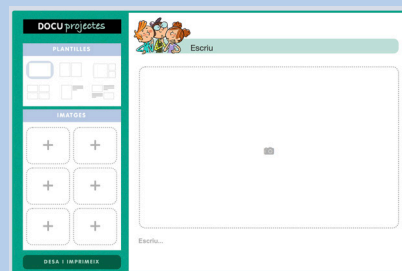 DOCU projectes
PLANTILLES
IMATGES
DESA I IMPRIMEIX
Escriu
Escriu...